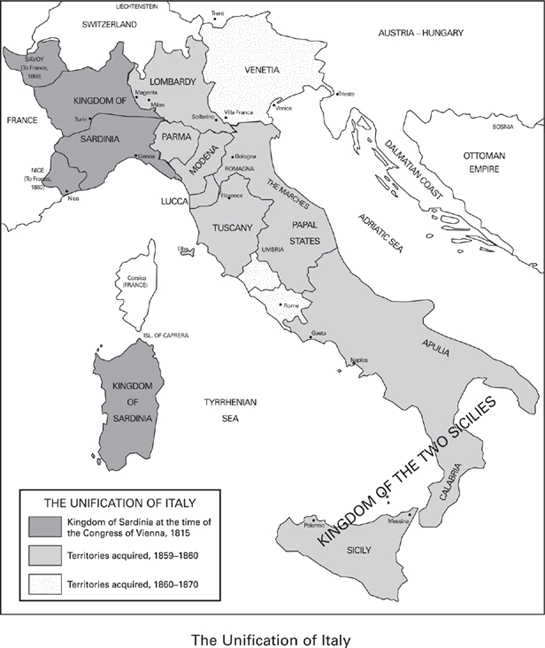 LIECHTENSTEIN
SWITZERLAND
Trent
AUSTRIA – HUNGARY
SAVOY
(To France,
1860)
LOMBARDY
VENETIA
Magenta
Milan
KINGDOM OF
Solferino
Villa Franca
Venice
Trieste
FRANCE
Turin
SARDINIA
PARMA
MODENA
Genoa
Bologna
ROMAGNA
BOSNIA
OTTOMAN
EMPIRE
DALMATIAN COAST
NICE
(To France,
1860)
Nice
LUCCA
Florence
THE MARCHES
TUSCANY
PAPAL
STATES
ADRIATIC SEA
Elba
UMBRIA
Corsica
(FRANCE)
Rome
ISL. OF CAPRERA
Gaeta
APULIA
Naples
KINGDOM
OF
SARDINIA
TYRRHENIAN
SEA
KINGDOM OF THE TWO SICILIES
CALABRIA
Palermo
Messina
SICILY
THE UNIFICATION OF ITALY
Kingdom of Sardinia at the time of
the Congress of Vienna, 1815
Territories acquired, 1859–1860
Territories acquired, 1860–1870
The Unification of Italy